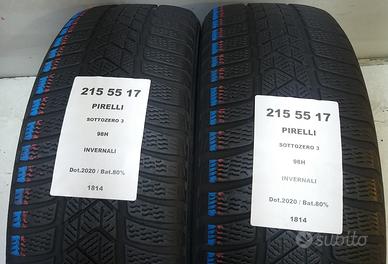 215 55 17
PIRELLI
SOTTOZERO 3
98H
INVERNALI
Dot.2020 / Bat.80%
1814
215 55 17
PIRELLI
SOTTOZERO 3
98H
INVERNALI
Dot.2020 / Bat.80%
1814
subito